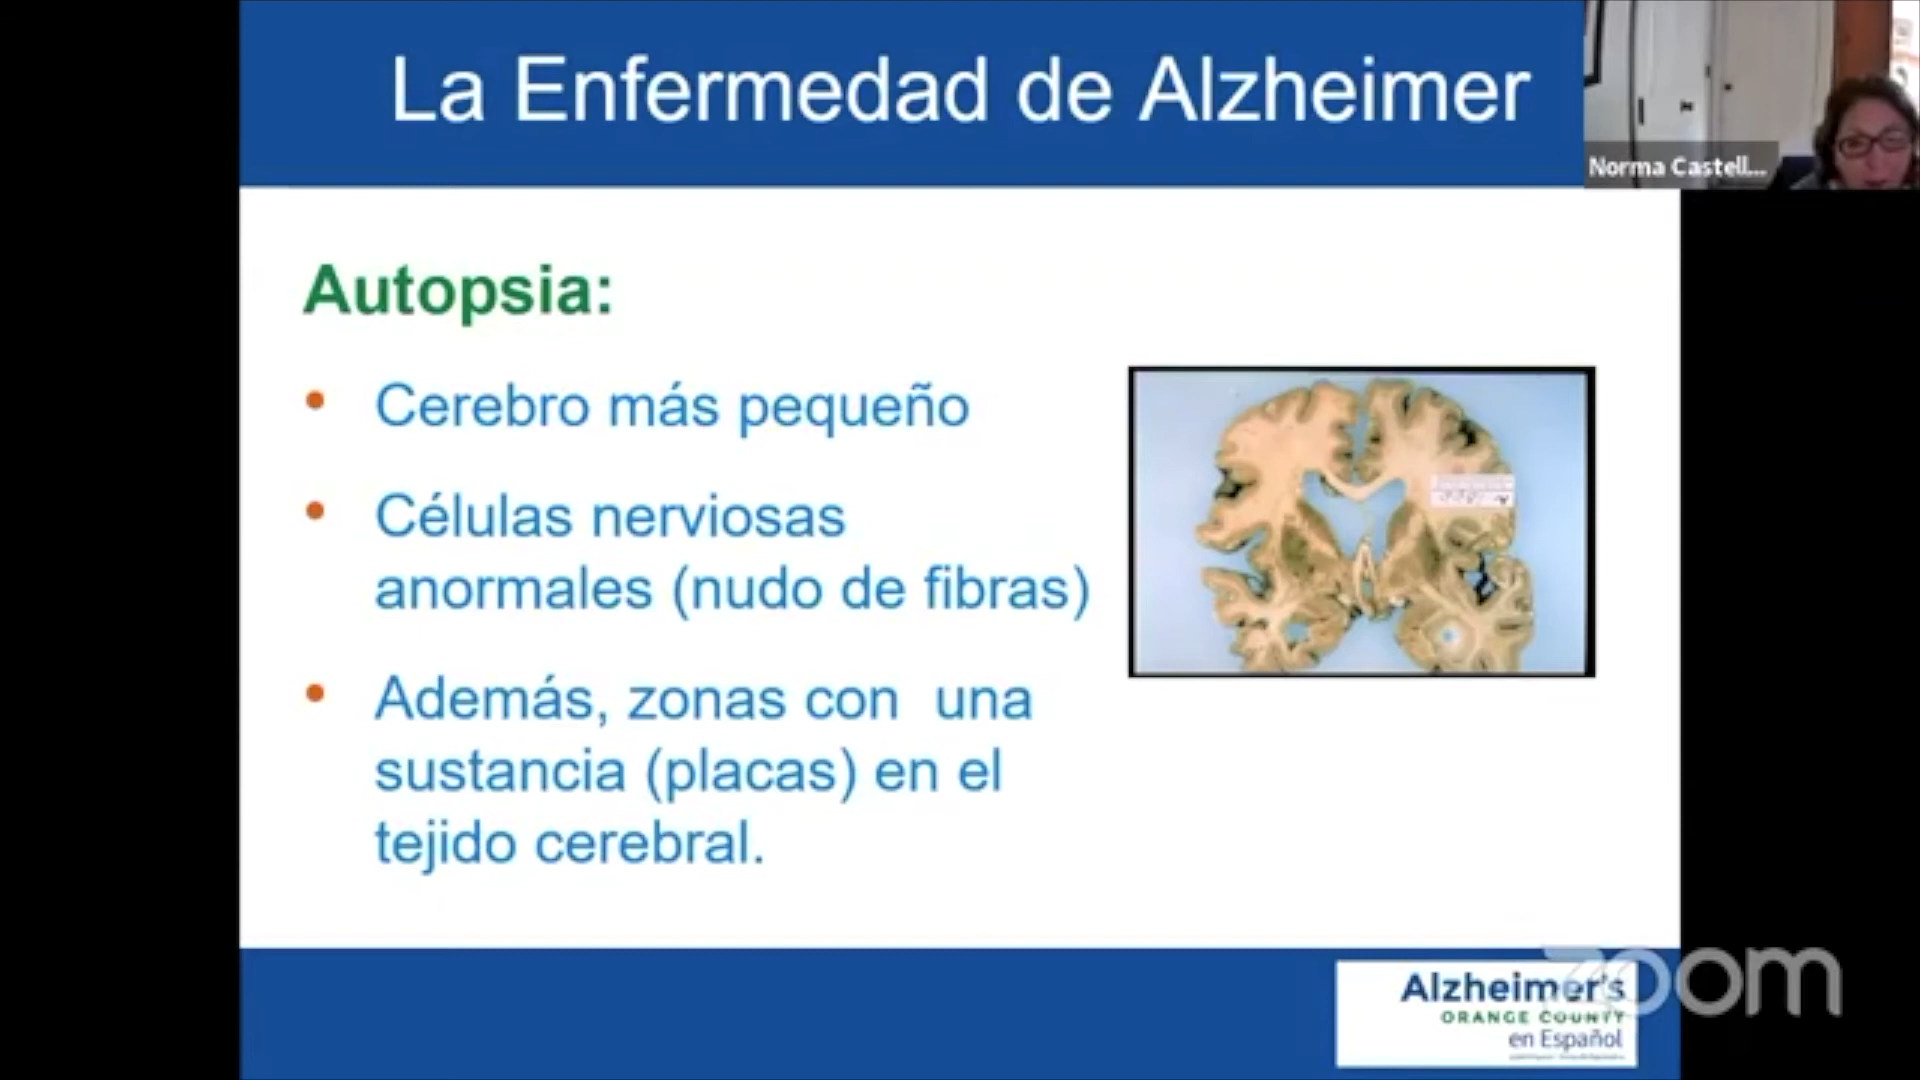 La Enfermedad de Alzheimer
Norma Castell...
Autopsia:
• Cerebro más pequeño
• Células nerviosas
anormales (nudo de fibras)
• Además, zonas con una
sustancia (placas) en el
tejido cerebral.
zoom
Alzheimer's
ORANGE COUNTY
en Español